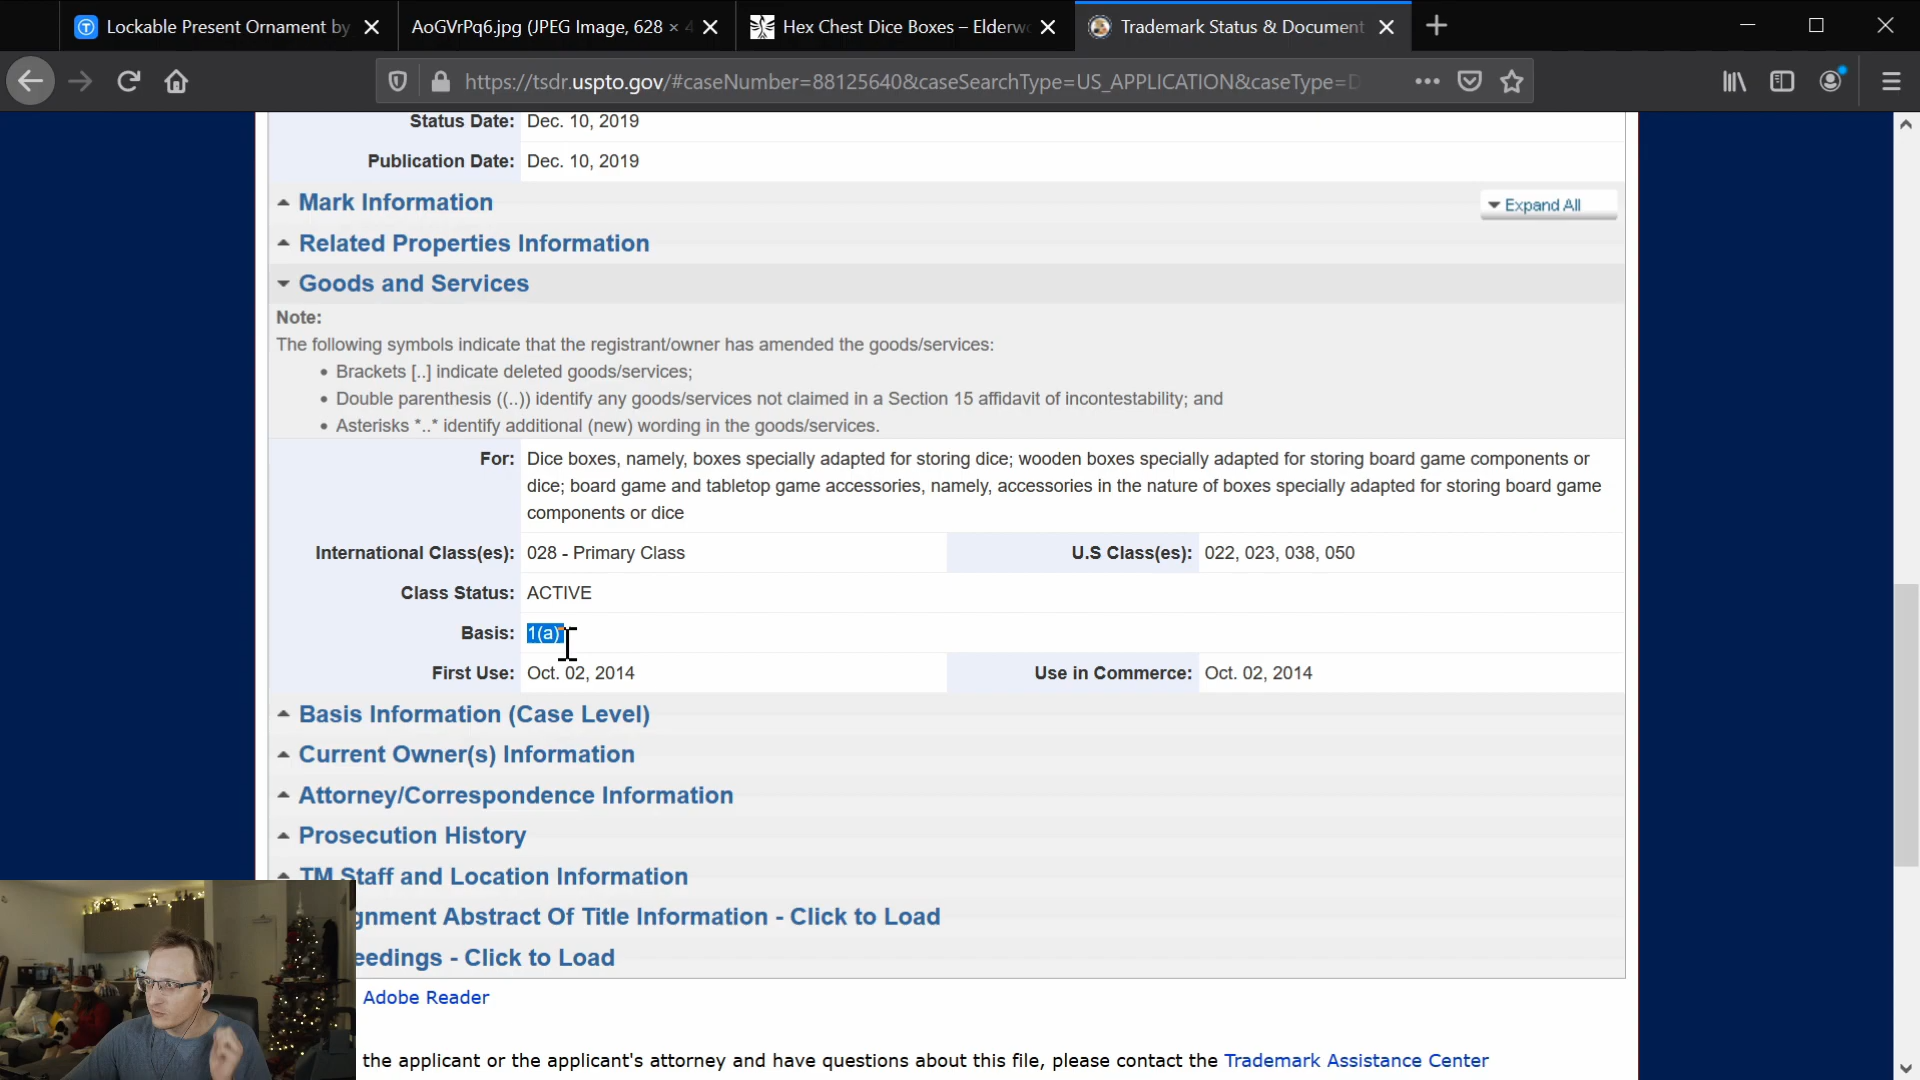 Lockable Present Ornament by
AoGVrPq6.jpg (JPEG Image, 628 ×
Hex Chest Dice Boxes – Elderwo
Trademark Status & Document
https://tsdr.uspto.gov/#caseNumber=88125640&caseSearchType=US_APPLICATION&caseType=D
Status Date: Dec. 10, 2019
Publication Date: Dec. 10, 2019
Mark Information
Expand All
Related Properties Information
Goods and Services
Note:
The following symbols indicate that the registrant/owner has amended the goods/services:
• Brackets [..] indicate deleted goods/services;
• Double parenthesis ((..)) identify any goods/services not claimed in a Section 15 affidavit of incontestability; and
• Asterisks *..* identify additional (new) wording in the goods/services.
For: Dice boxes, namely, boxes specially adapted for storing dice; wooden boxes specially adapted for storing board game components or
dice; board game and tabletop game accessories, namely, accessories in the nature of boxes specially adapted for storing board game
components or dice
International Class(es): 028 - Primary Class U.S Class(es): 022, 023, 038, 050
Class Status: ACTIVE
Basis: 1(a)
First Use: Oct. 02, 2014 Use in Commerce: Oct. 02, 2014
Basis Information (Case Level)
Current Owner(s) Information
Attorney/Correspondence Information
Prosecution History
TM Staff and Location Information
gnment Abstract Of Title Information - Click to Load
eedings - Click to Load
Adobe Reader
the applicant or the applicant's attorney and have questions about this file, please contact the Trademark Assistance Center